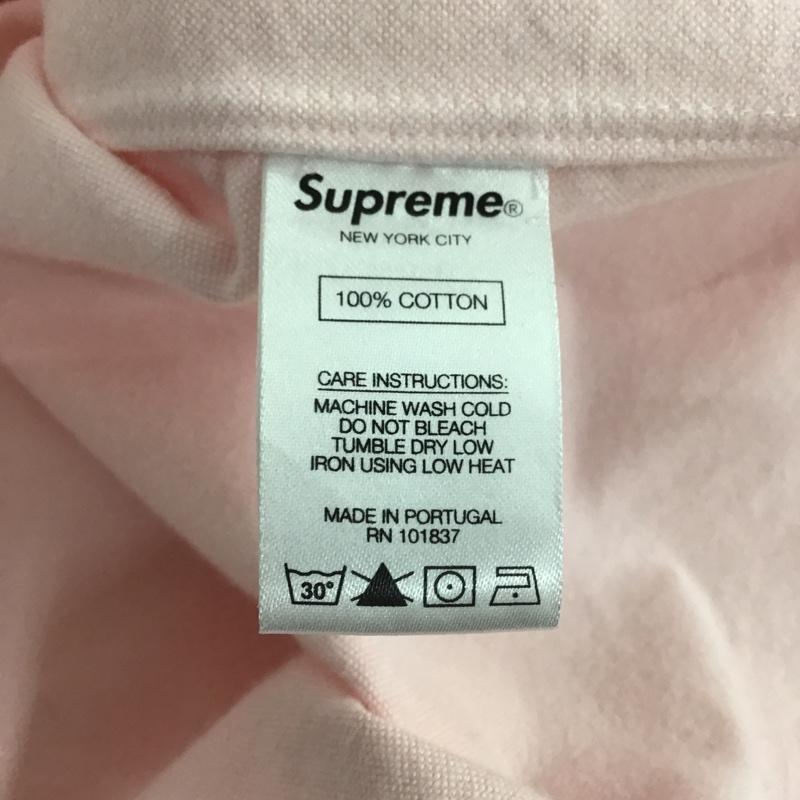 Supreme®
NEW YORK CITY
100% COTTON
CARE INSTRUCTIONS:
MACHINE WASH COLD
DO NOT BLEACH
TUMBLE DRY LOW
IRON USING LOW HEAT
MADE IN PORTUGAL
RN 101837
30°